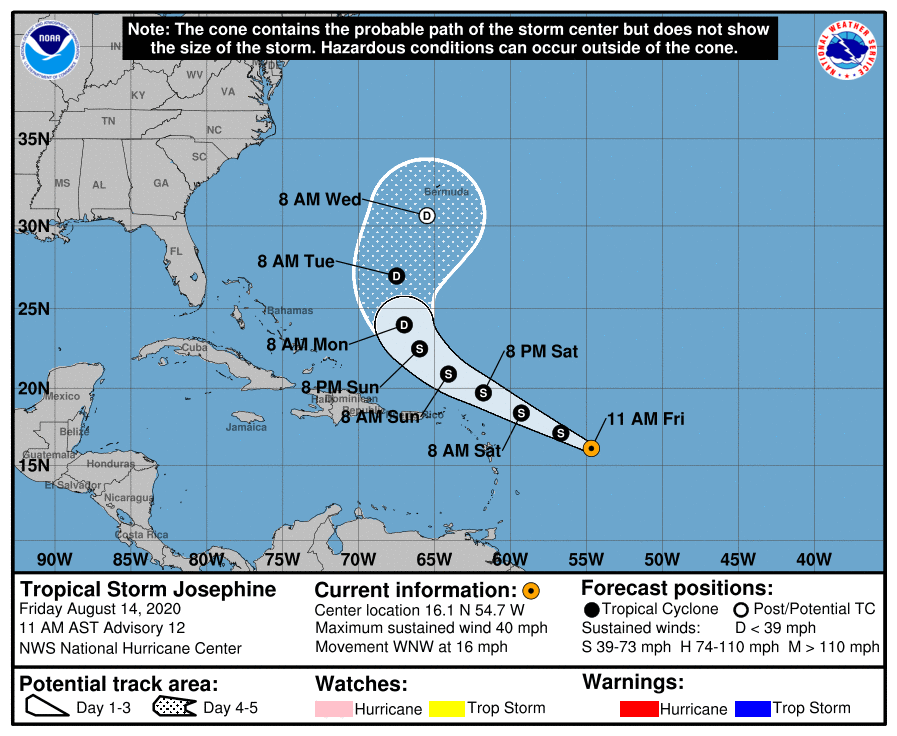 Note: The cone contains the probable path of the storm center but does not show
the size of the storm. Hazardous conditions can occur outside of the cone.
NOAA
NATIONAL WEATHER SERVICE
IN
WV
DE
KY
VA
TN
NC
35N
SC
MS
AL
GA
8 AM Wed
Bermuda
30N
FL
8 AM Tue
25N
Bahamas
8 AM Mon
Cuba
8 PM Sat
20N
8 PM Sun
Mexico
Dominican
Republic
8 AM Sun
11 AM Fri
Jamaica
Belize
8 AM Sat
Guatemala
15N
Honduras
El Salvador
Nicaragua
Costa Rica
D
D
D
S
S
S
S
S
90W 85W 80W 75W 70W 65W 60W 55W 50W 45W 40W
Tropical Storm Josephine
Friday August 14, 2020
11 AM AST Advisory 12
NWS National Hurricane Center
Current information:
Center location 16.1 N 54.7 W
Maximum sustained wind 40 mph
Movement WNW at 16 mph
Forecast positions:
Tropical Cyclone Post/Potential TC
Sustained winds: D < 39 mph
S 39-73 mph H 74-110 mph M > 110 mph
Potential track area:
Day 1-3 Day 4-5
Watches:
Hurricane Trop Storm
Warnings:
Hurricane Trop Storm